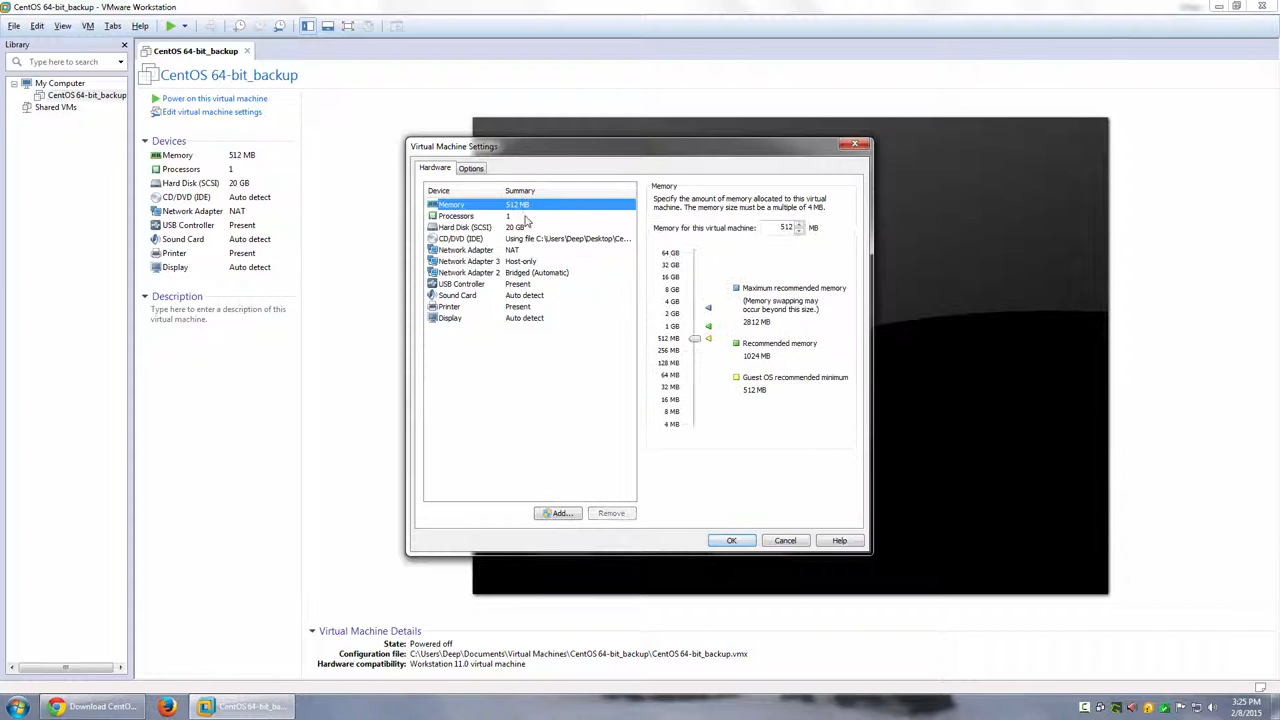 CentOS 64-bit_backup - VMware Workstation
File Edit View VM Tabs Help
Library
Type here to search
My Computer
CentOS 64-bit_backup
Shared VMs
CentOS 64-bit_backup
CentOS 64-bit_backup
Power on this virtual machine
Edit virtual machine settings
Devices
Memory 512 MB
Processors 1
Hard Disk (SCSI) 20 GB
CD/DVD (IDE) Auto detect
Network Adapter NAT
USB Controller Present
Sound Card Auto detect
Printer Present
Display Auto detect
Description
Type here to enter a description of this
virtual machine.
Virtual Machine Settings
Hardware Options
Device Summary
Memory 512 MB
Processors 1
Hard Disk (SCSI) 20 GB
CD/DVD (IDE) Using file C:\Users\Deep\Desktop\Ce...
Network Adapter NAT
Network Adapter 3 Host-only
Network Adapter 2 Bridged (Automatic)
USB Controller Present
Sound Card Auto detect
Printer Present
Display Auto detect
Add... Remove
Memory
Specify the amount of memory allocated to this virtual
machine. The memory size must be a multiple of 4 MB.
Memory for this virtual machine: 512 MB
64 GB
32 GB
16 GB
8 GB
4 GB
2 GB
1 GB
512 MB
256 MB
128 MB
64 MB
32 MB
16 MB
8 MB
4 MB
Maximum recommended memory
(Memory swapping may
occur beyond this size.)
2812 MB
Recommended memory
1024 MB
Guest OS recommended minimum
512 MB
OK Cancel Help
Virtual Machine Details
State: Powered off
Configuration file: C:\Users\Deep\Documents\Virtual Machines\CentOS 64-bit_backup\CentOS 64-bit_backup.vmx
Hardware compatibility: Workstation 11.0 virtual machine
Download CentO... CentOS 64-bit_ba...
3:25 PM
2/8/2015